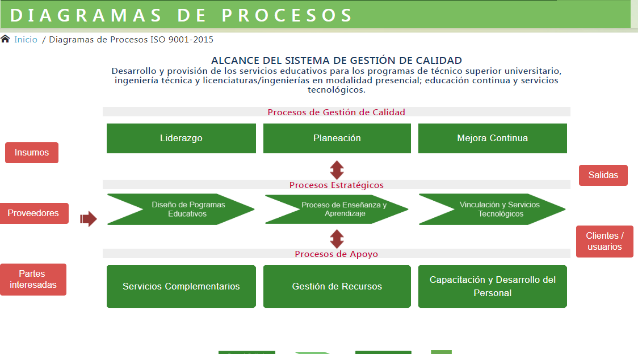 DIAGRAMAS DE PROCESOS
Inicio / Diagramas de Procesos ISO 9001-2015
ALCANCE DEL SISTEMA DE GESTIÓN DE CALIDAD
Desarrollo y provisión de los servicios educativos para los programas de técnico superior universitario,
ingeniería técnica y licenciaturas/ingenierías en modalidad presencial; educación continua y servicios
tecnológicos.
Procesos de Gestión de Calidad
Liderazgo
Planeación
Mejora Continua
Insumos
Salidas
Procesos Estratégicos
Proveedores
Diseño de Pogramas
Educativos
Proceso de Enseñanza y
Aprendizaje
Vinculación y Servicios
Tecnológicos
Clientes /
usuarios
Procesos de Apoyo
Partes
interesadas
Servicios Complementarios
Gestión de Recursos
Capacitación y Desarrollo del
Personal